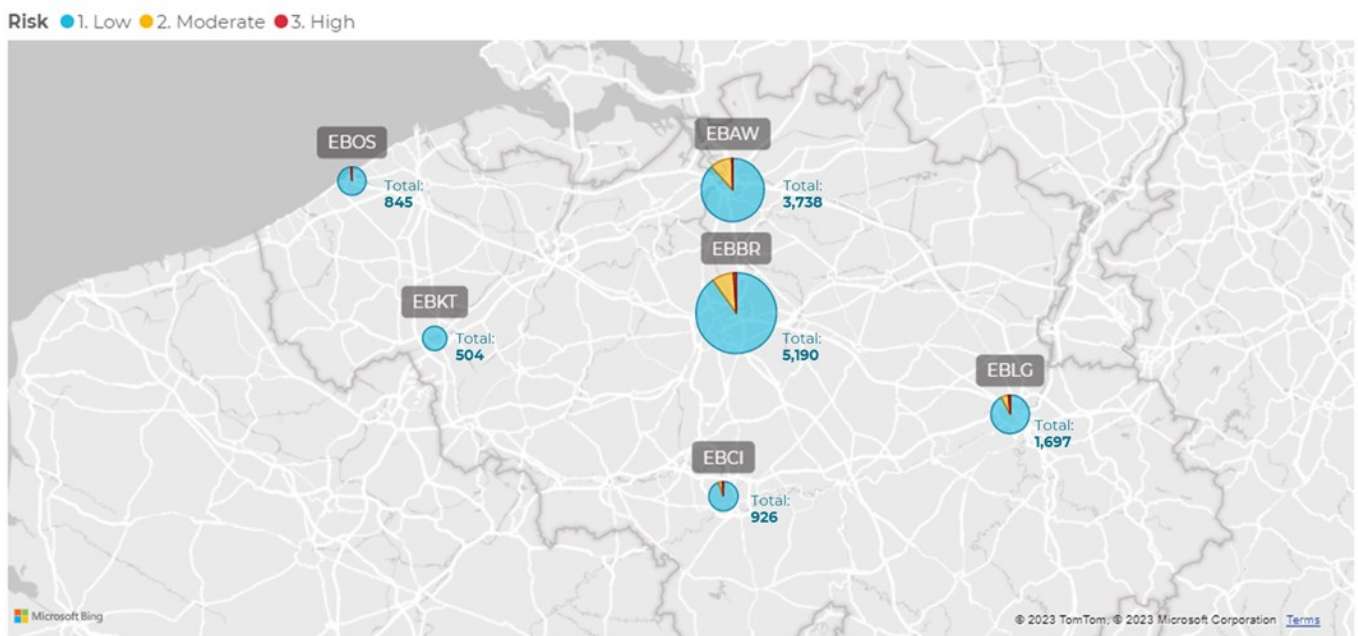 Risk 1. Low 2. Moderate 3. High
EBOS
Total:
845
EBAW
Total:
3,738
EBBR
Total:
5,190
EBKT
Total:
504
EBLG
Total:
1,697
EBCI
Total:
926
Microsoft Bing
© 2023 TomTom, © 2023 Microsoft Corporation Terms